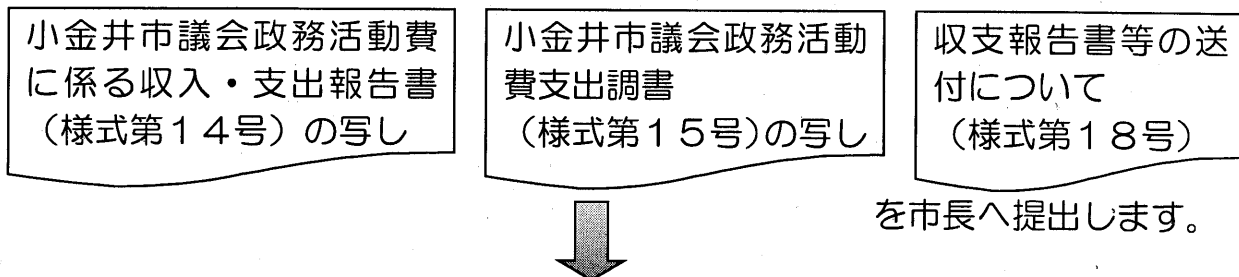 小金井市議会政務活動費
に係る収入・支出報告書
（様式第１４号）の写し
小金井市議会政務活動
費支出調書
（様式第１５号）の写し
収支報告書等の送
付について
（様式第１８号）
を市長へ提出します。